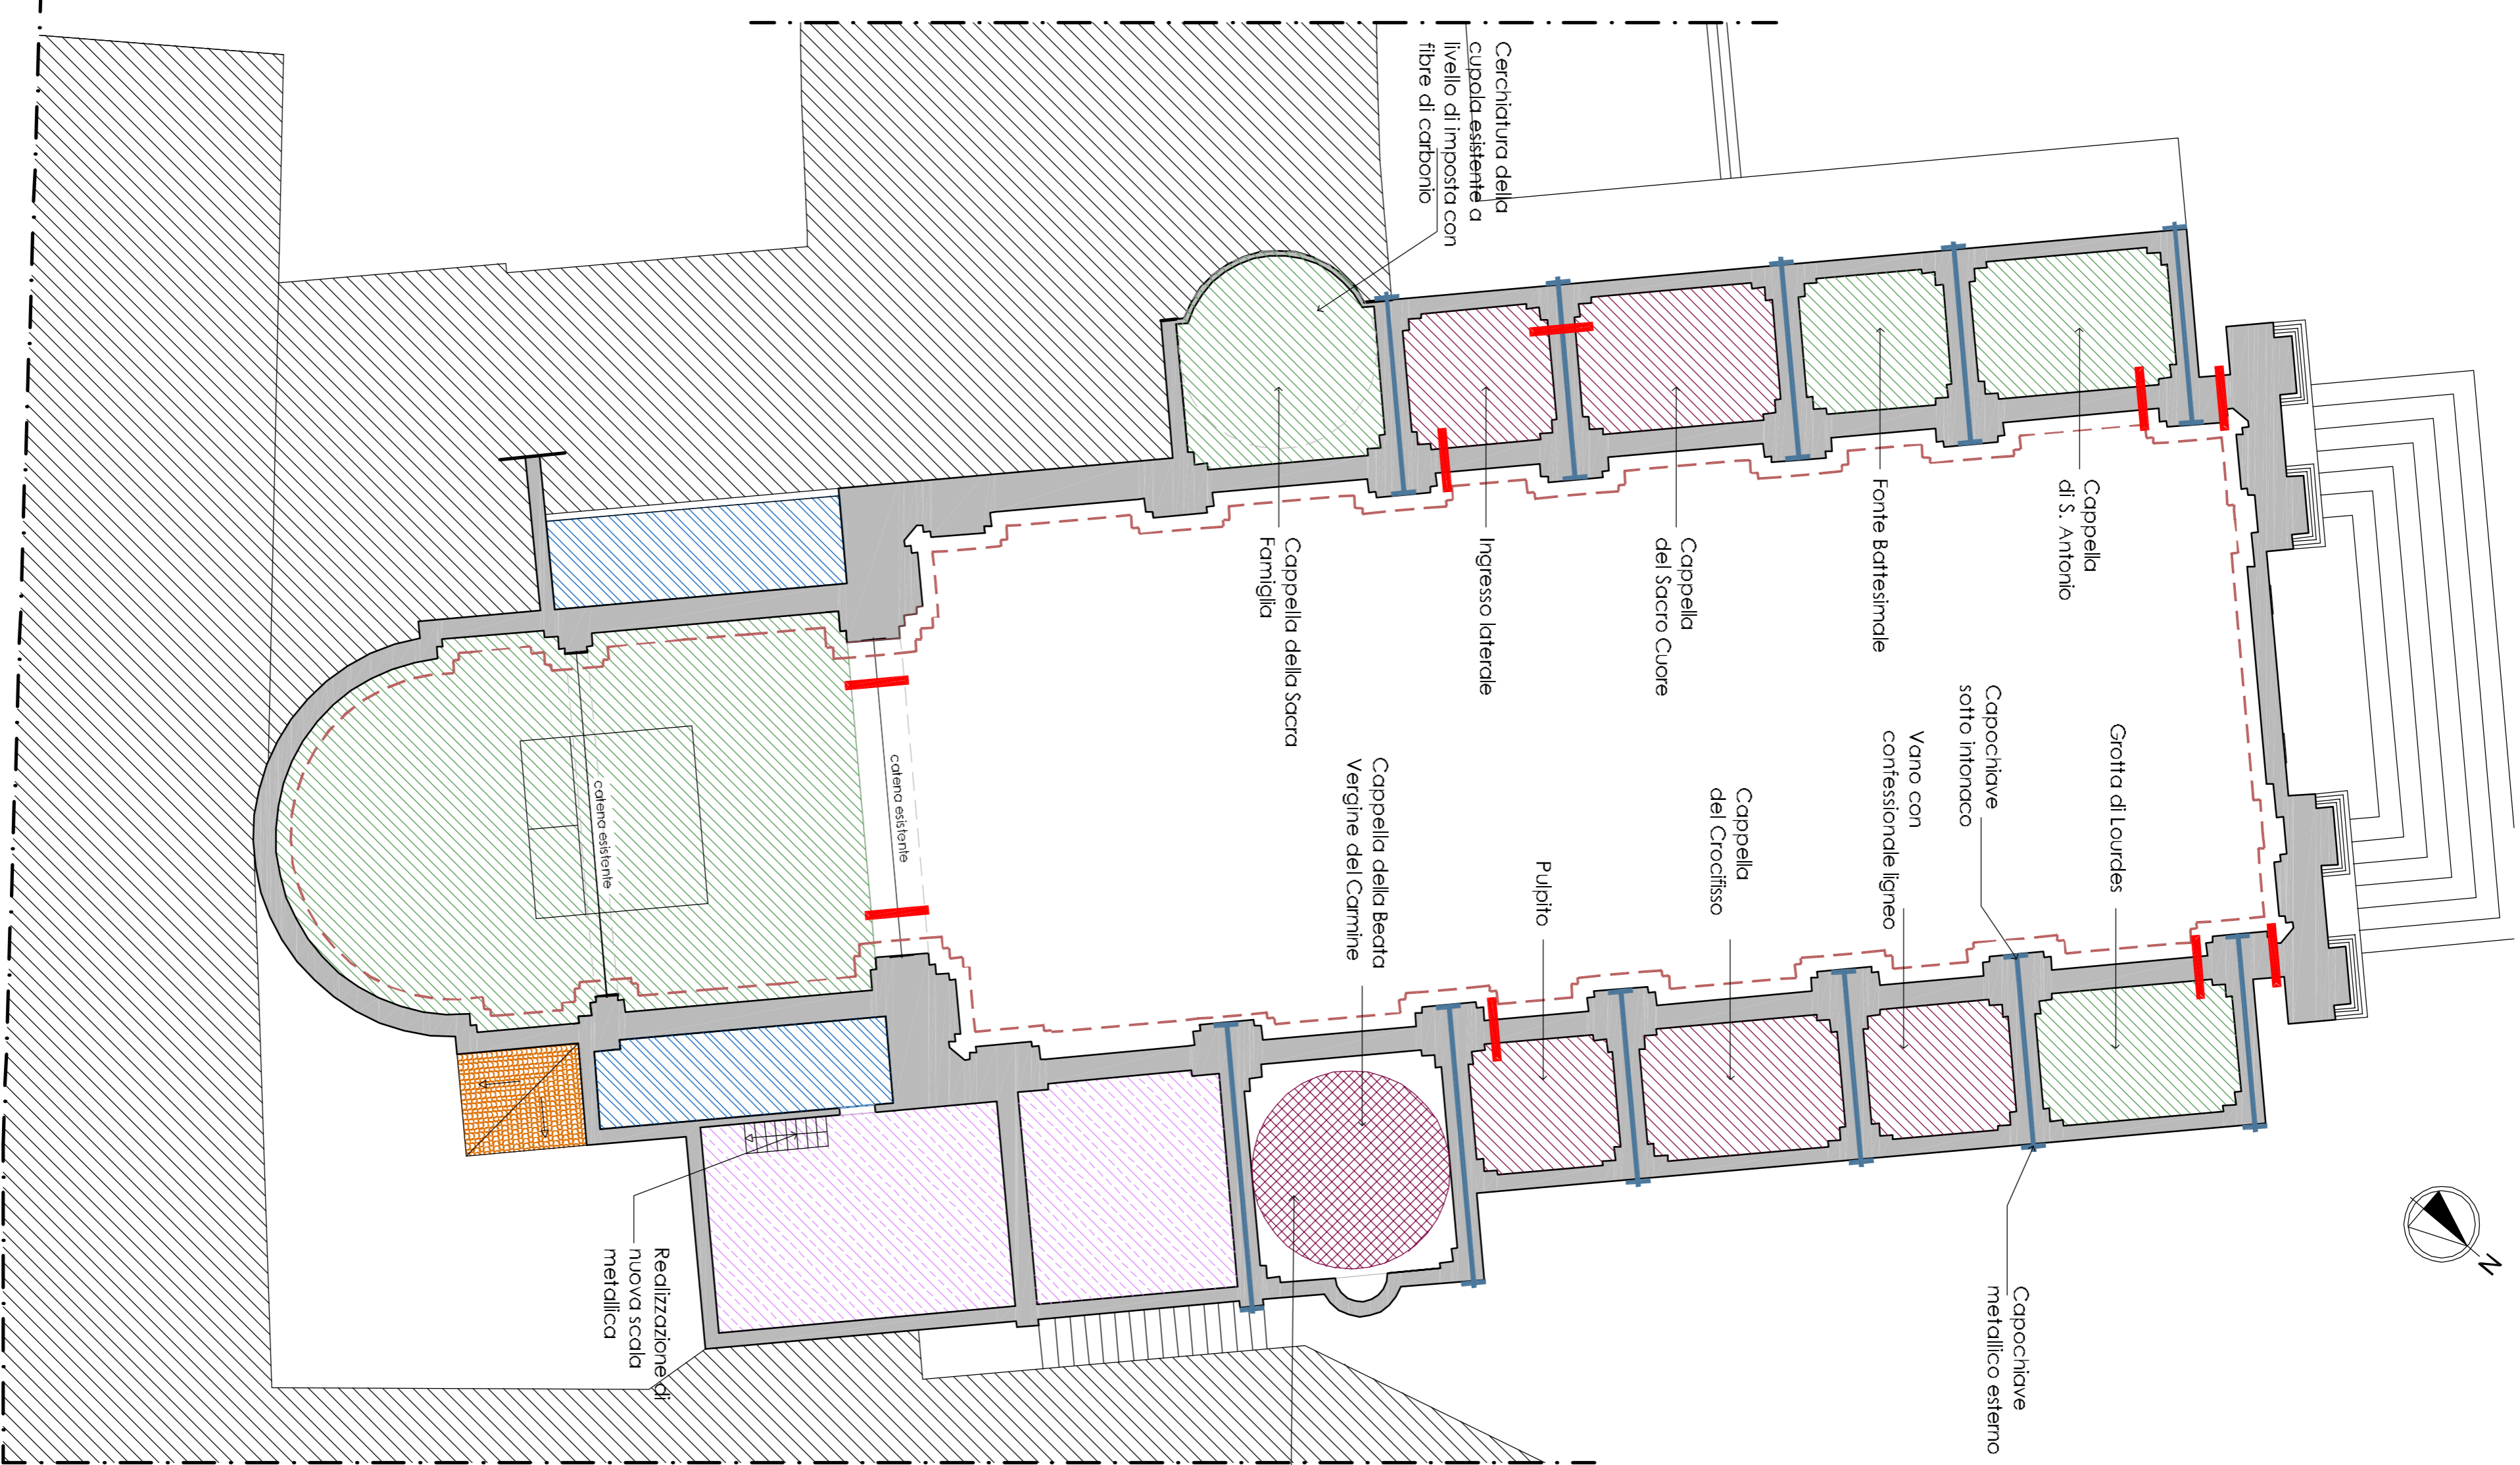 Cerchiatura della
cupola esistente a
livello di imposta con
fibre di carbonio
Cappella
di S. Antonio
Fonte Battesimale
Cappella
del Sacro Cuore
Ingresso laterale
Cappella della Sacra
Famiglia
Grotta di Lourdes
Capochiave
sotto intonaco
Vano con
confessionale ligneo
Cappella
del Crocifisso
Pulpito
Cappella della Beata
Vergine del Carmine
catena esistente
catena esistente
Realizzazione di
nuova scala
metallica
Capochiave
metallico esterno
N